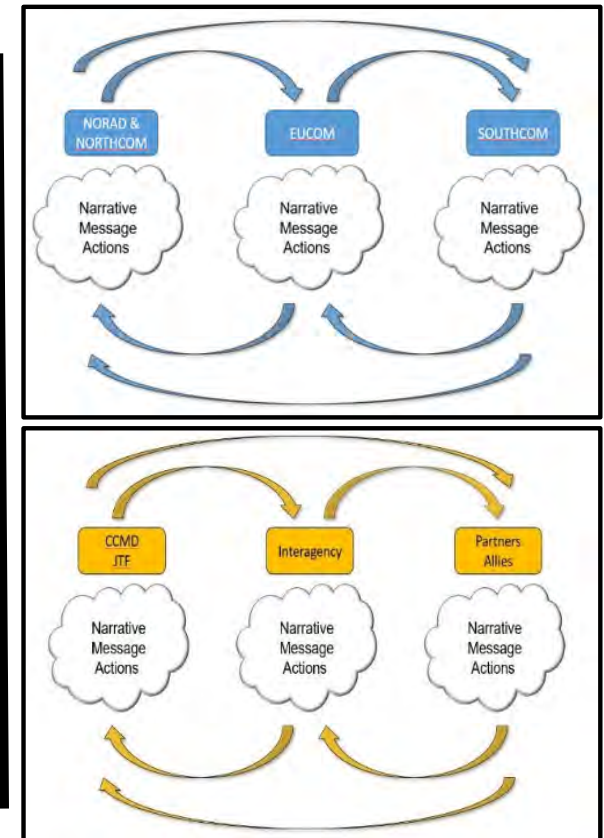 NORAD &
NORTHCOM
EUCOM
SOUTHCOM
Narrative
Message
Actions
Narrative
Message
Actions
Narrative
Message
Actions
CCMD
JTF
Interagency
Partners
Allies
Narrative
Message
Actions
Narrative
Message
Actions
Narrative
Message
Actions